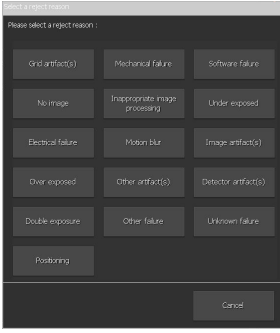 Select a reject reason
Please select a reject reason :
Grid artifact(s)
Mechanical failure
Software failure
No image
Inappropriate image
processing
Under exposed
Electrical failure
Motion blur
Image artifact(s)
Over exposed
Other artifact(s)
Detector artifact(s)
Double exposure
Other failure
Unknown failure
Positioning
Cancel